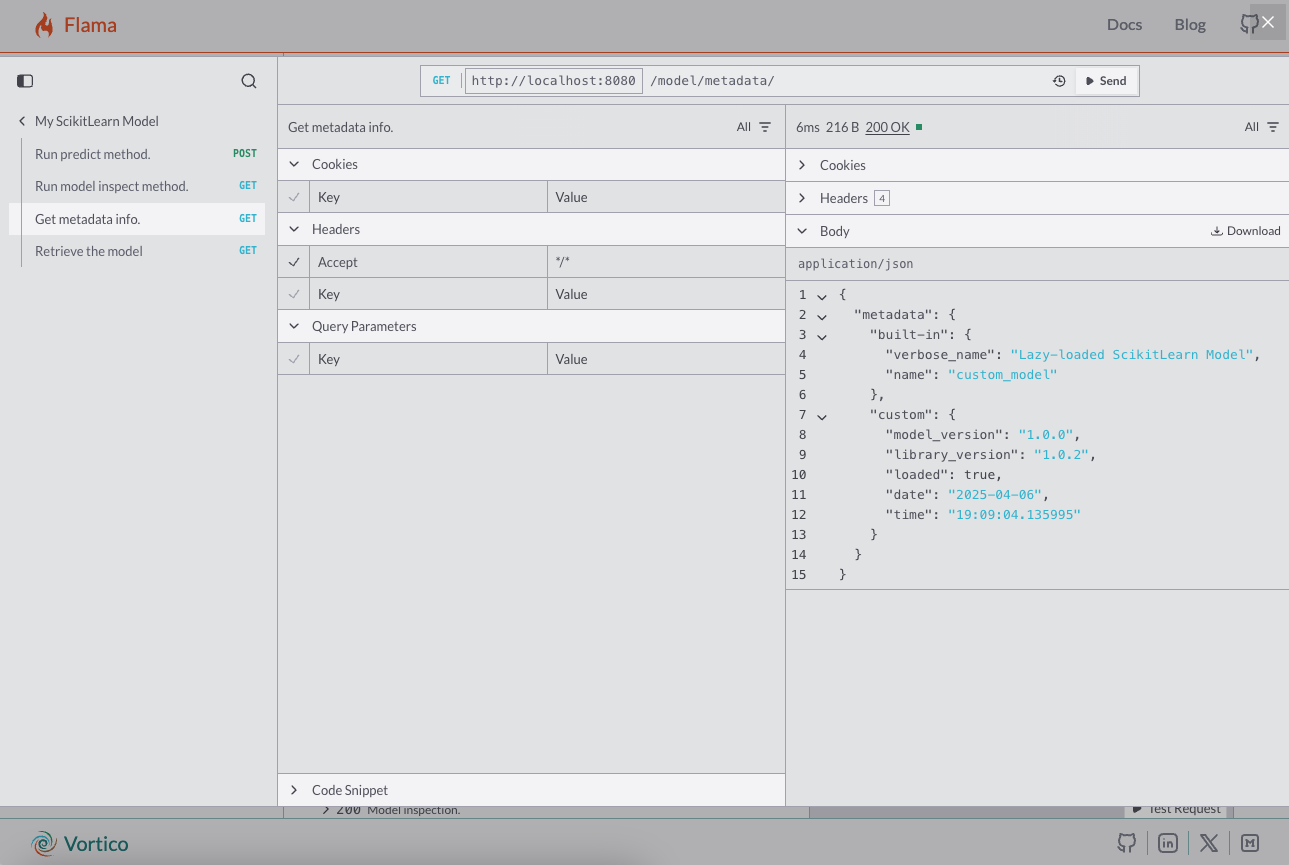 Flama
Docs Blog
GET http://localhost:8080 /model/metadata/ Send
My ScikitLearn Model
Run predict method. POST
Run model inspect method. GET
Get metadata info. GET
Retrieve the model GET
Get metadata info. All
Cookies
Key Value
Headers
Accept */*
Key Value
Query Parameters
Key Value
Code Snippet
6ms 216 B 200 OK All
Cookies
Headers 4
Body Download
application/json
1 {
2 "metadata": {
3 "built-in": {
4 "verbose_name": "Lazy-loaded ScikitLearn Model",
5 "name": "custom_model"
6 },
7 "custom": {
8 "model_version": "1.0.0",
9 "library_version": "1.0.2",
10 "loaded": true,
11 "date": "2025-04-06",
12 "time": "19:09:04.135995"
13 }
14 }
15 }
200 Model inspection. Test Request
Vortico